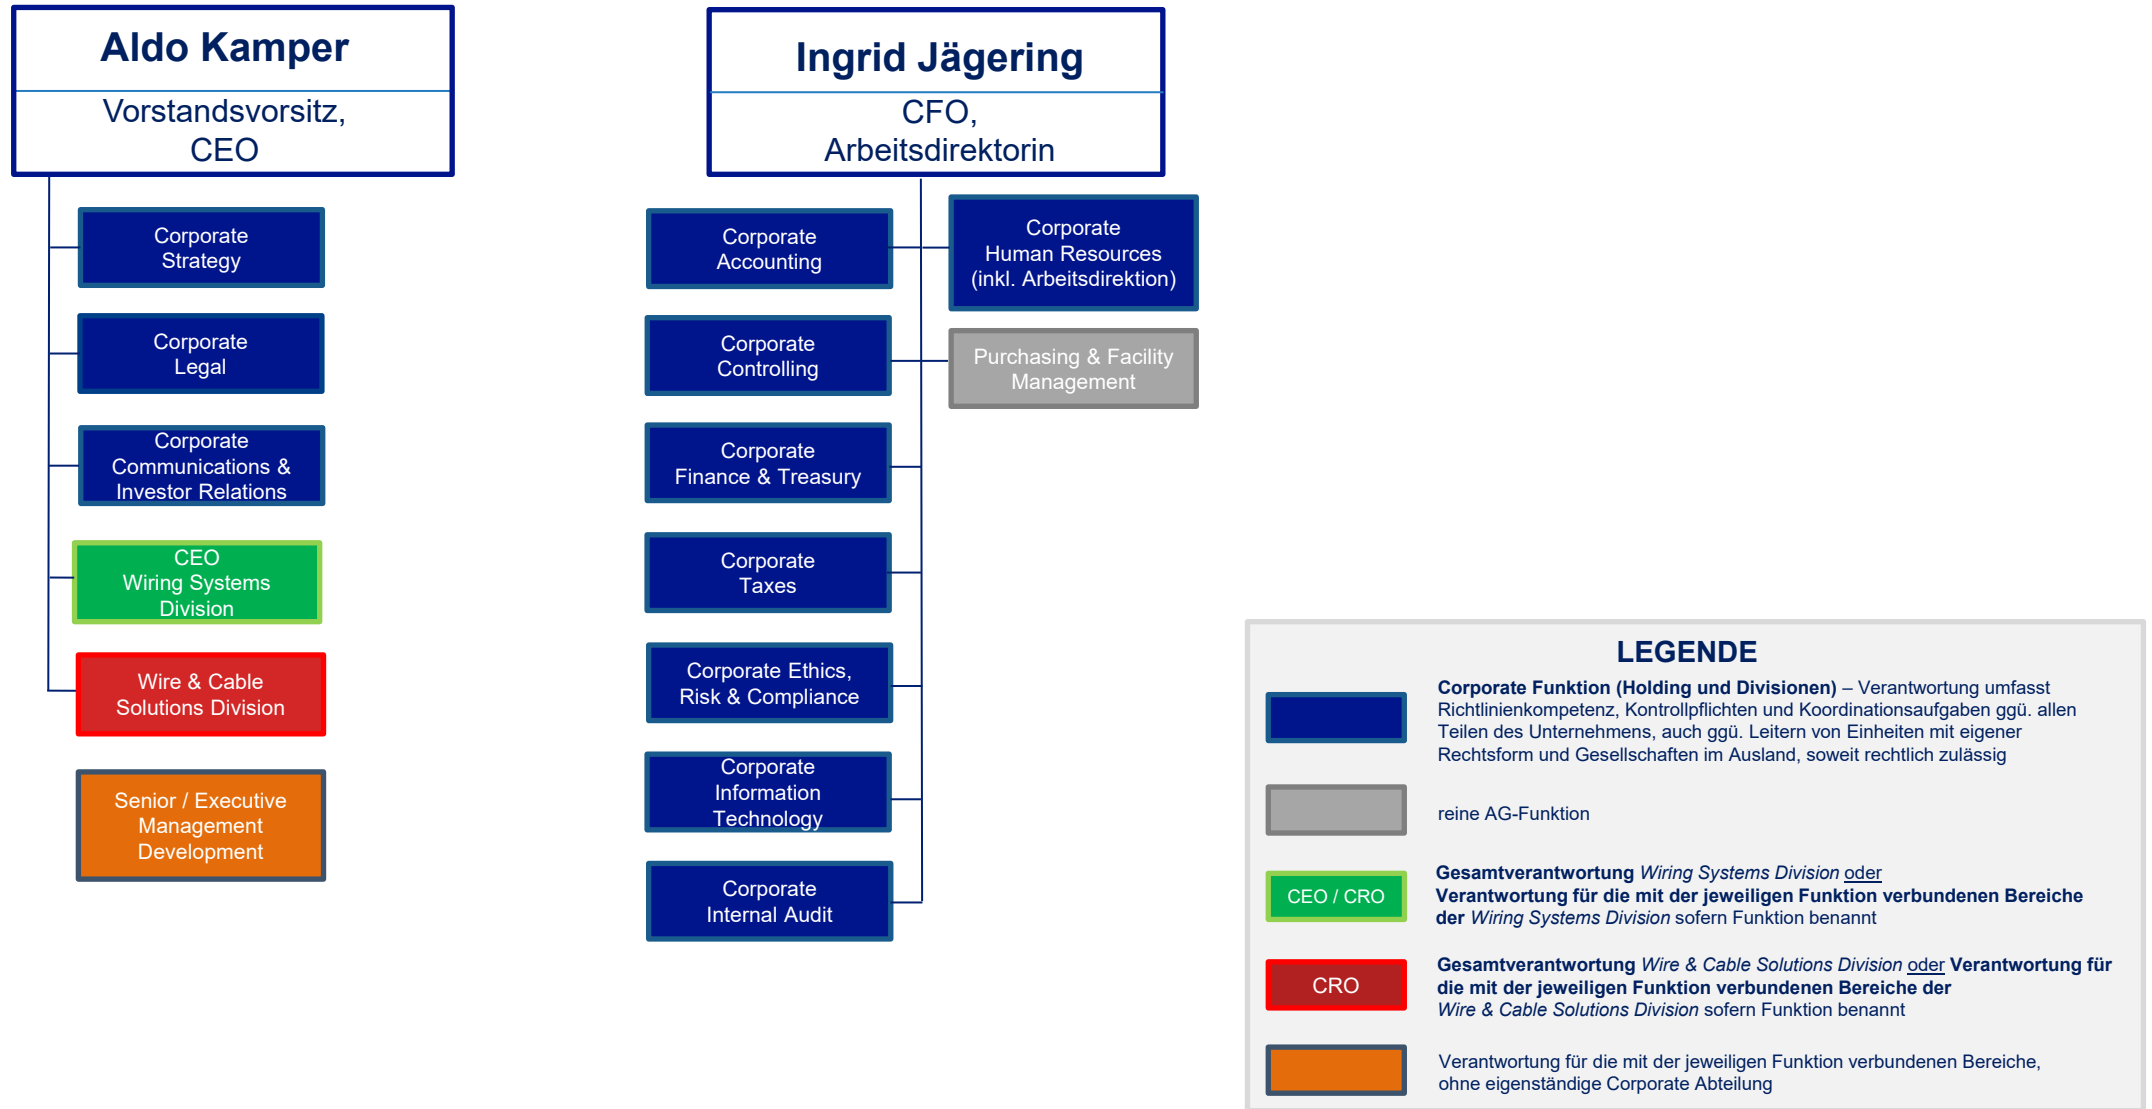 Aldo Kamper
Vorstandsvorsitz,
CEO
Corporate
Strategy
Corporate
Legal
Corporate
Communications &
Investor Relations
CEO
Wiring Systems
Division
Wire & Cable
Solutions Division
Senior / Executive
Management
Development
Ingrid Jägering
CFO,
Arbeitsdirektorin
Corporate
Accounting
Corporate
Controlling
Corporate
Finance & Treasury
Corporate
Taxes
Corporate Ethics,
Risk & Compliance
Corporate
Information
Technology
Corporate
Internal Audit
Corporate
Human Resources
(inkl. Arbeitsdirektion)
Purchasing & Facility
Management
LEGENDE
Corporate Funktion (Holding und Divisionen) – Verantwortung umfasst
Richtlinienkompetenz, Kontrollpflichten und Koordinationsaufgaben ggü. allen
Teilen des Unternehmens, auch ggü. Leitern von Einheiten mit eigener
Rechtsform und Gesellschaften im Ausland, soweit rechtlich zulässig
reine AG-Funktion
CEO / CRO
Gesamtverantwortung Wiring Systems Division oder
Verantwortung für die mit der jeweiligen Funktion verbundenen Bereiche
der Wiring Systems Division sofern Funktion benannt
CRO
Gesamtverantwortung Wire & Cable Solutions Division oder Verantwortung für
die mit der jeweiligen Funktion verbundenen Bereiche der
Wire & Cable Solutions Division sofern Funktion benannt
Verantwortung für die mit der jeweiligen Funktion verbundenen Bereiche,
ohne eigenständige Corporate Abteilung